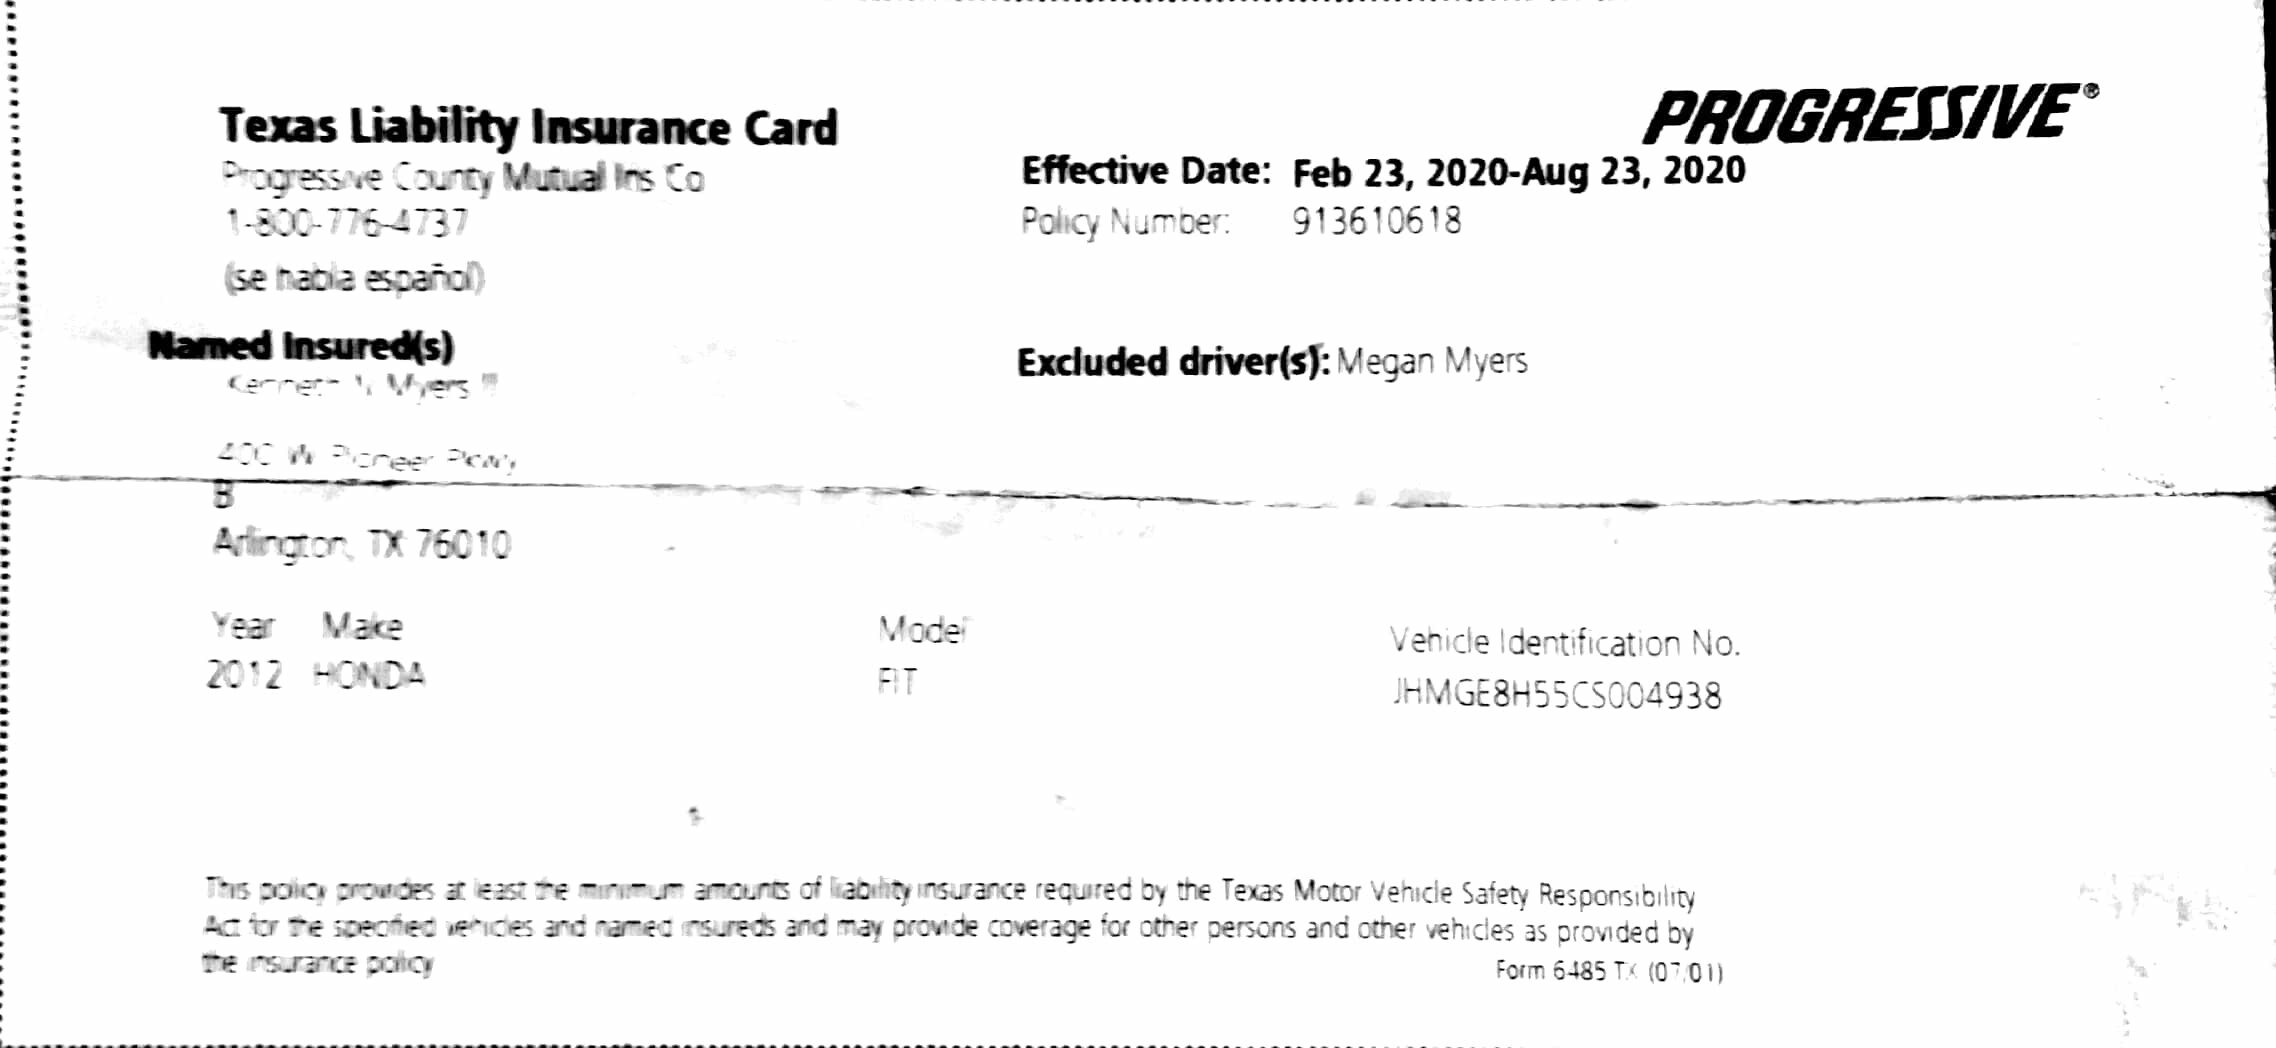 PROGRESSIVE®
Texas Liability Insurance Card
Progressive County Mutual Ins Co
1-800-776-4737
(se habla español)
Effective Date: Feb 23, 2020-Aug 23, 2020
Policy Number: 913610618
Named Insured(s)
Kenneth Myers III
Excluded driver(s): Megan Myers
400 W Pioneer Pkwy
B
Arlington, TX 76010
Year Make Model Vehicle Identification No.
2012 HONDA FIT JHMGE8H55CS004938
This policy provides at least the minimum amounts of liability insurance required by the Texas Motor Vehicle Safety Responsibility
Act for the specified vehicles and named insureds and may provide coverage for other persons and other vehicles as provided by
the insurance policy
Form 6485 TX (07/01)